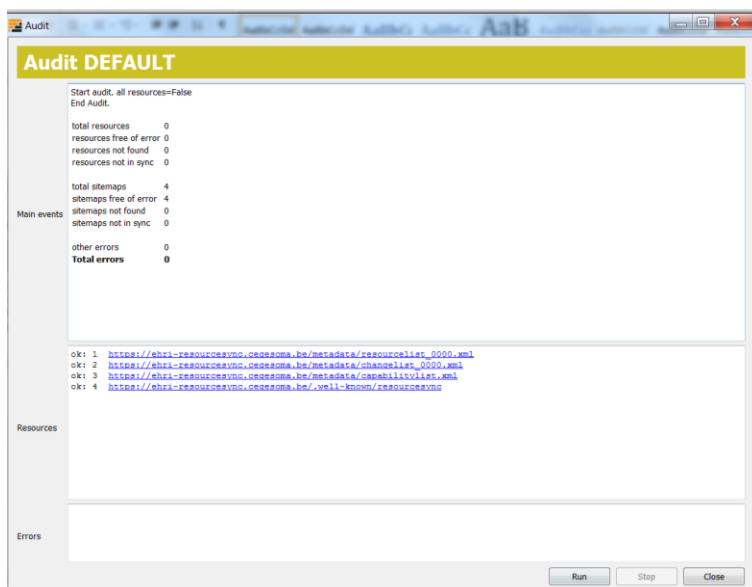 Audit
Audit DEFAULT
Main events
Start audit. all resources=False
End Audit.
total resources 0
resources free of error 0
resources not found 0
resources not in sync 0
total sitemaps 4
sitemaps free of error 4
sitemaps not found 0
sitemaps not in sync 0
other errors 0
Total errors 0
Resources
ok: 1 https://ehri-resourcesync.cegesoma.be/metadata/resourcelist_0000.xml
ok: 2 https://ehri-resourcesync.cegesoma.be/metadata/changelist_0000.xml
ok: 3 https://ehri-resourcesync.cegesoma.be/metadata/capabilitylist.xml
ok: 4 https://ehri-resourcesync.cegesoma.be/.well-known/resourcesync
Errors
Run Stop Close